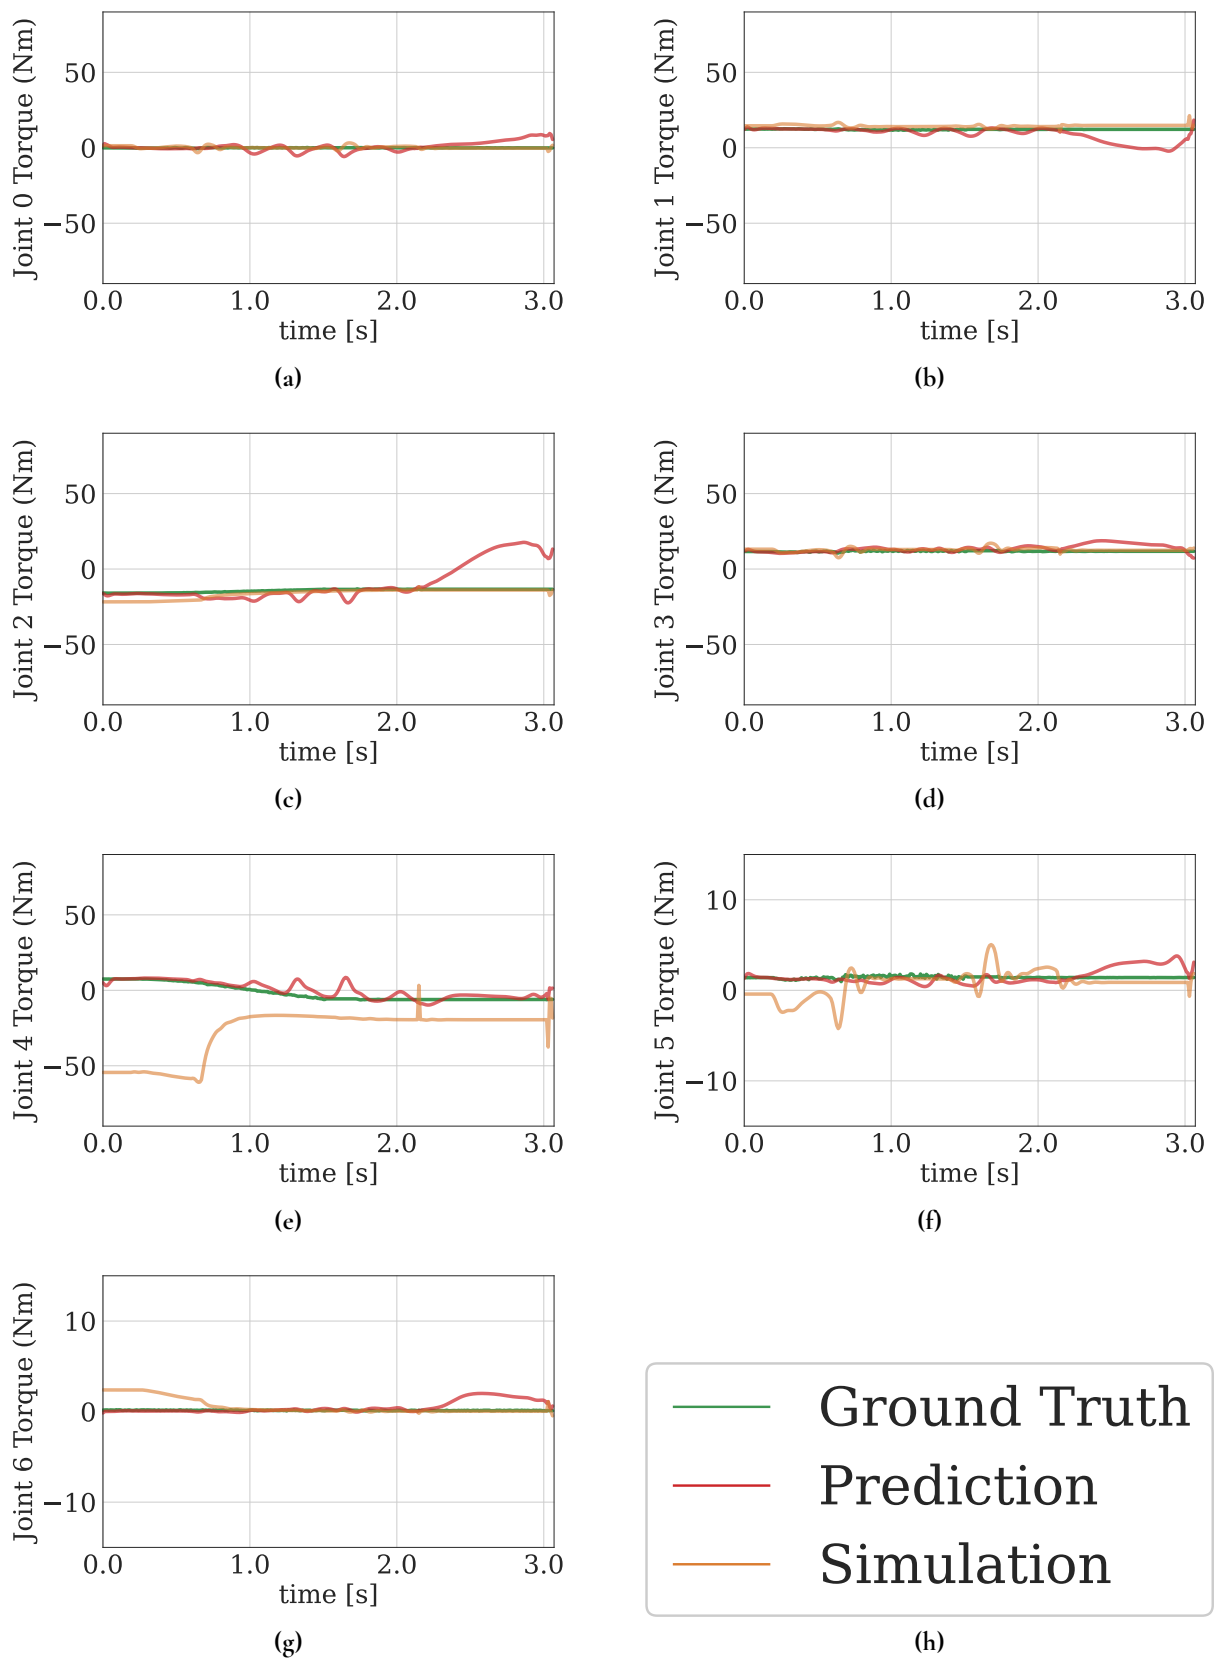 Joint 0 Torque (Nm)
50
0
−50
0.0 1.0 2.0 3.0
time [s]
(a)
Joint 1 Torque (Nm)
50
0
−50
0.0 1.0 2.0 3.0
time [s]
(b)
Joint 2 Torque (Nm)
50
0
−50
0.0 1.0 2.0 3.0
time [s]
(c)
Joint 3 Torque (Nm)
50
0
−50
0.0 1.0 2.0 3.0
time [s]
(d)
Joint 4 Torque (Nm)
50
0
−50
0.0 1.0 2.0 3.0
time [s]
(e)
Joint 5 Torque (Nm)
10
0
−10
0.0 1.0 2.0 3.0
time [s]
(f)
Joint 6 Torque (Nm)
10
0
−10
0.0 1.0 2.0 3.0
time [s]
(g)
Ground Truth
Prediction
Simulation
(h)